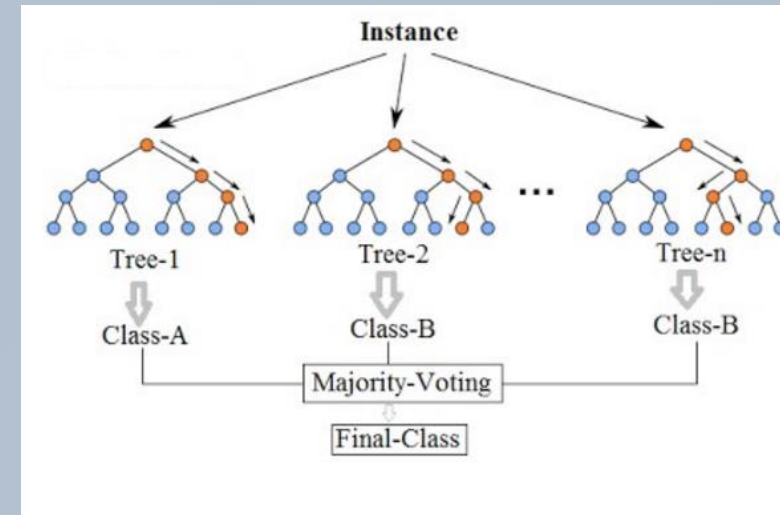 Instance
...
Tree-1
Tree-2
Tree-n
Class-A
Class-B
Class-B
Majority-Voting
Final-Class